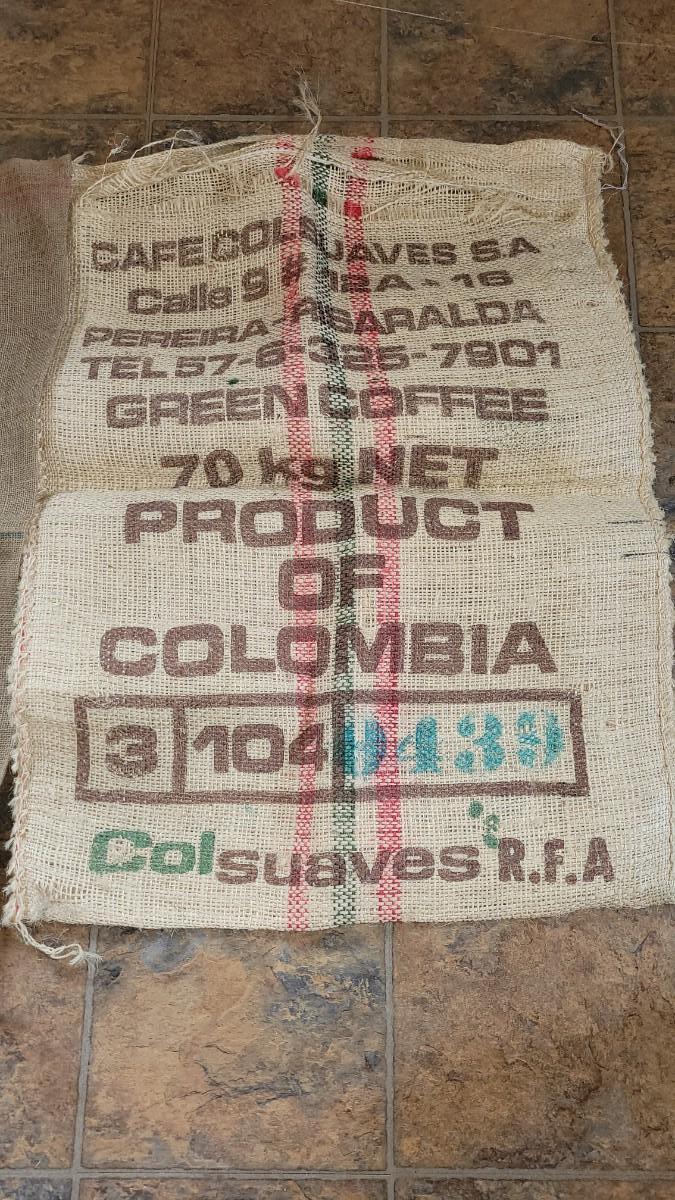 CAFE COLSUAVES S.A
Calle 9 # 12A - 16
PEREIRA-RISARALDA
TEL 57-6-325-7901
GREEN COFFEE
70 kg NET
PRODUCT
OF
COLOMBIA
3 104 0439
Colsuaves R.F.A